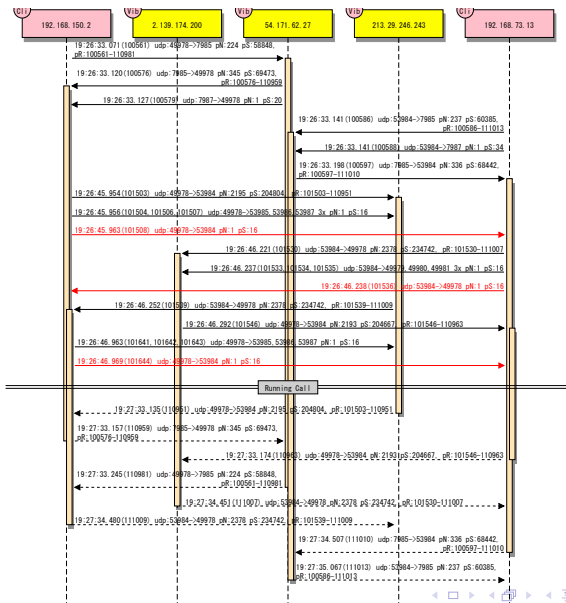 Cli Vib Vib Vib Cli
192.168.150.2 2.139.174.200 54.171.62.27 213.29.246.243 192.168.73.13
19:26:33.071(100561) udp:49978->7985 pN:224 pS:58848,
pR:100561-110981
19:26:33.120(100576) udp:7985->49978 pN:345 pS:69473,
pR:100576-110959
19:26:33.127(100579) udp:7987->49978 pN:1 pS:20
19:26:33.141(100586) udp:53984->7985 pN:237 pS:60385,
pR:100586-111013
19:26:33.141(100588) udp:53984->7987 pN:1 pS:34
19:26:33.198(100597) udp:7985->53984 pN:336 pS:68442,
pR:100597-111010
19:26:45.954(101503) udp:49978->53984 pN:2195 pS:204804, pR:101503-110951
19:26:45.956(101504,101506,101507) udp:49978->53985,53986,53987 3x pN:1 pS:16
19:26:45.963(101508) udp:49978->53984 pN:1 pS:16
19:26:46.221(101530) udp:53984->49978 pN:2378 pS:234742, pR:101530-111007
19:26:46.237(101533,101534,101535) udp:53984->49979,49980,49981 3x pN:1 pS:16
19:26:46.238(101536) udp:53984->49978 pN:1 pS:16
19:26:46.252(101539) udp:53984->49978 pN:2378 pS:234742, pR:101539-111009
19:26:46.292(101546) udp:49978->53984 pN:2193 pS:204667, pR:101546-110963
19:26:46.963(101641,101642,101643) udp:49978->53985,53986,53987 pN:1 pS:16
19:26:46.969(101644) udp:49978->53984 pN:1 pS:16
Running Call
19:27:33.135(110951) udp:49978->53984 pN:2195 pS:204804, pR:101503-110951
19:27:33.157(110959) udp:7985->49978 pN:345 pS:69473,
pR:100576-110959
19:27:33.174(110963) udp:49978->53984 pN:2193 pS:204667, pR:101546-110963
19:27:33.245(110981) udp:49978->7985 pN:224 pS:58848,
pR:100561-110981
19:27:34.451(111007) udp:53984->49978 pN:2378 pS:234742, pR:101530-111007
19:27:34.480(111009) udp:53984->49978 pN:2378 pS:234742, pR:101539-111009
19:27:34.507(111010) udp:7985->53984 pN:336 pS:68442,
pR:100597-111010
19:27:35.067(111013) udp:53984->7985 pN:237 pS:60385,
pR:100586-111013